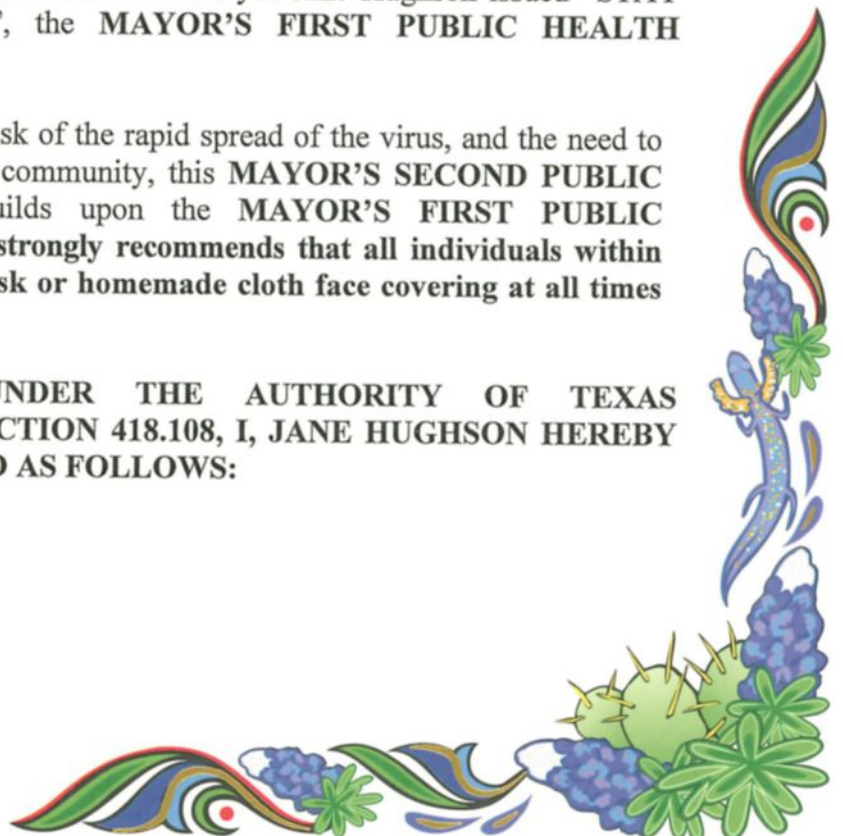 ', the MAYOR'S FIRST PUBLIC HEALTH
sk of the rapid spread of the virus, and the need to
community, this MAYOR'S SECOND PUBLIC
uilds upon the MAYOR'S FIRST PUBLIC
strongly recommends that all individuals within
sk or homemade cloth face covering at all times
UNDER THE AUTHORITY OF TEXAS
CTION 418.108, I, JANE HUGHSON HEREBY
D AS FOLLOWS: